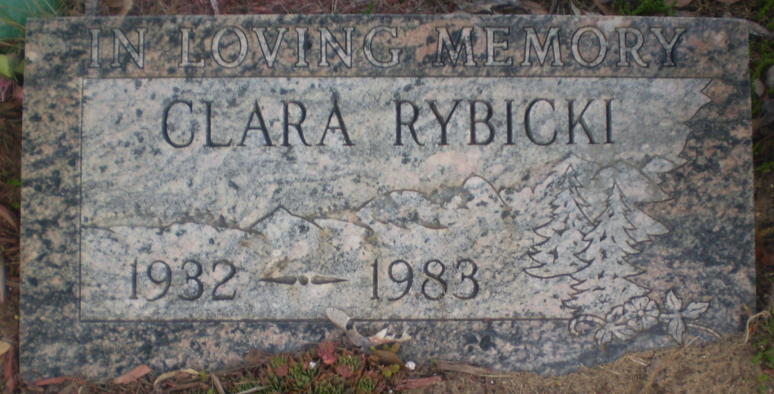 IN LOVING MEMORY
CLARA RYBICKI
1932 - 1983